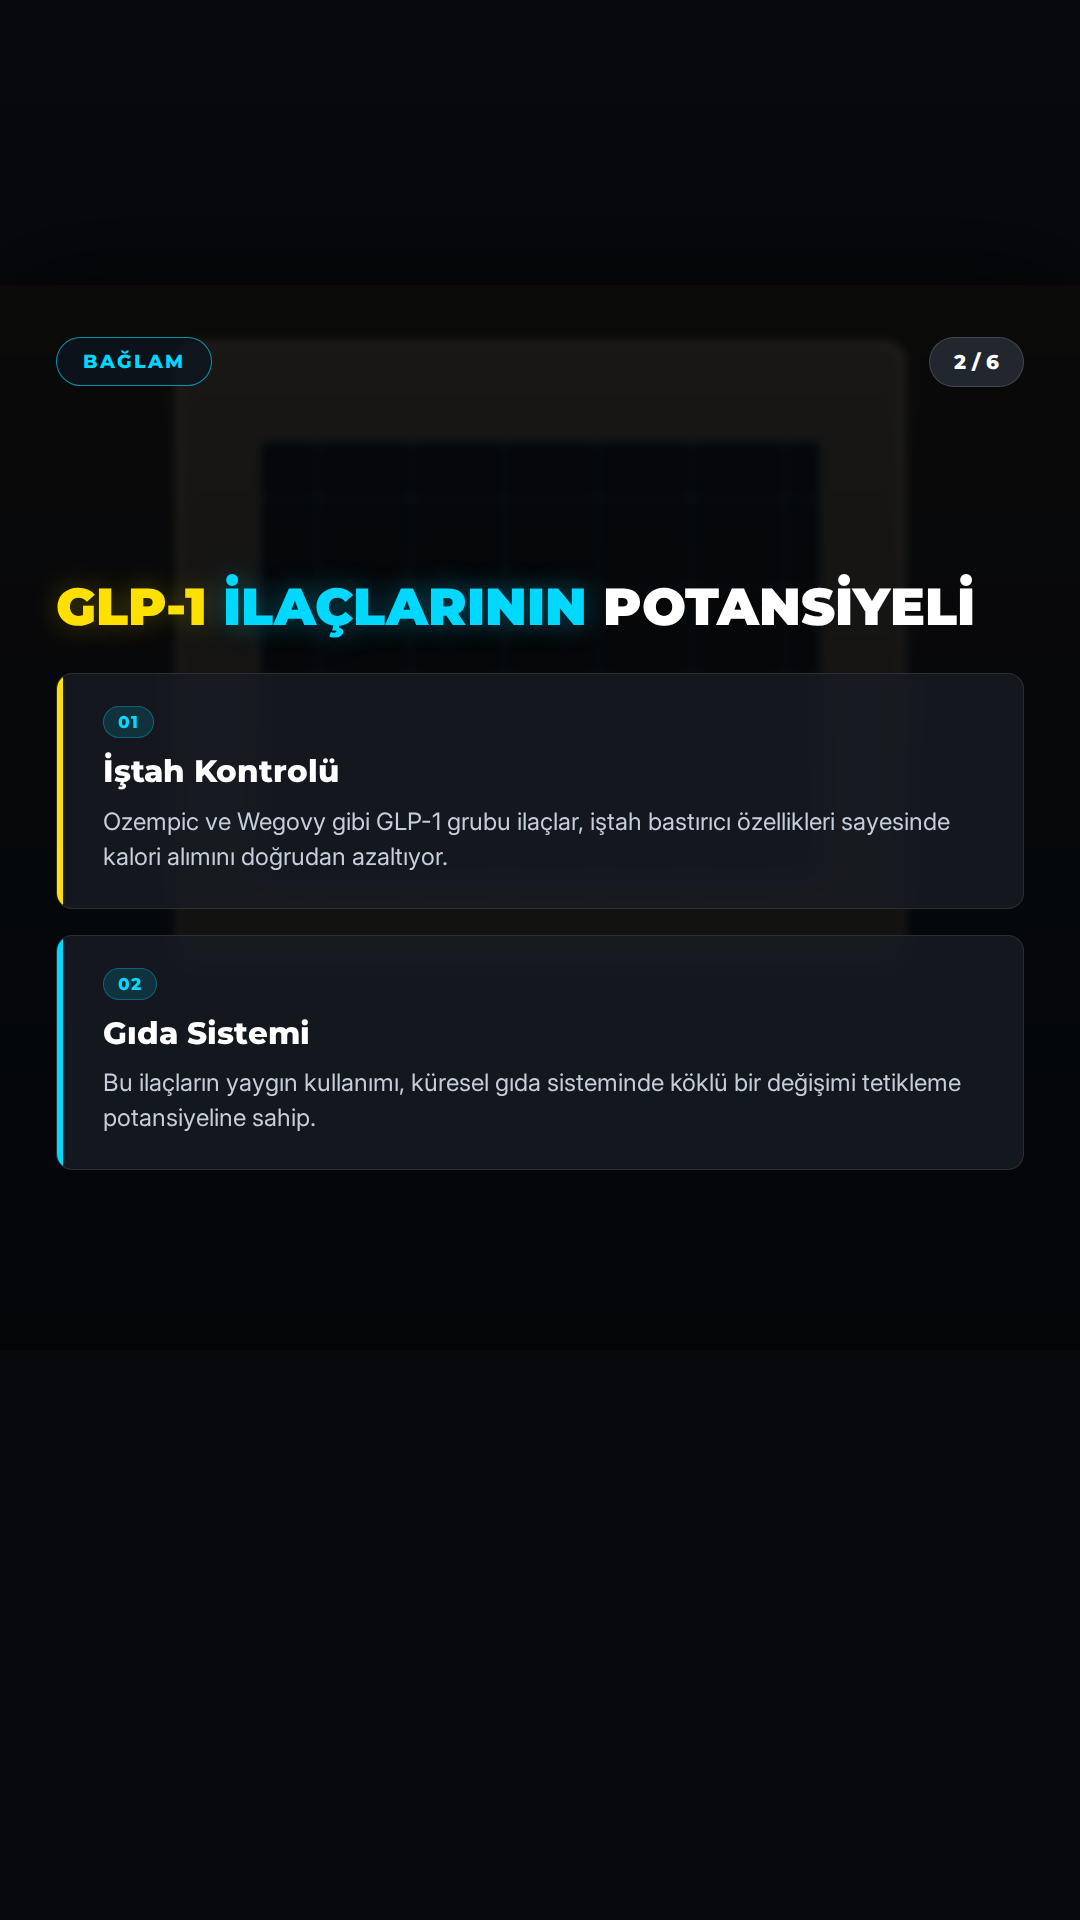 BAĞLAM
2 / 6
GLP-1 İLAÇLARININ POTANSİYELİ
01
İştah Kontrolü
Ozempic ve Wegovy gibi GLP-1 grubu ilaçlar, iştah bastırıcı özellikleri sayesinde
kalori alımını doğrudan azaltıyor.
02
Gıda Sistemi
Bu ilaçların yaygın kullanımı, küresel gıda sisteminde köklü bir değişimi tetikleme
potansiyeline sahip.